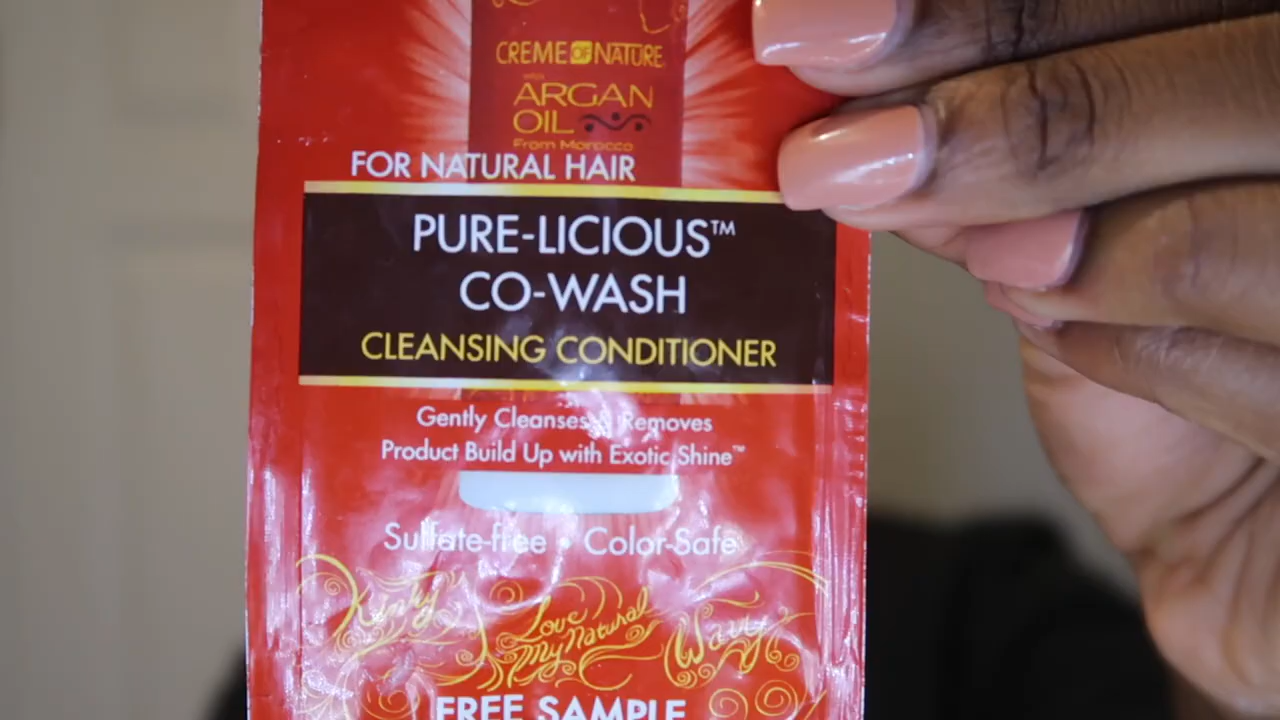 CREME OF NATURE
with
ARGAN
OIL
From Morocco
FOR NATURAL HAIR
PURE-LICIOUS™
CO-WASH
CLEANSING CONDITIONER
Gently Cleanses & Removes
Product Build Up with Exotic Shine™
Sulfate-free • Color-Safe
Kinky Love My Natural Wavy
FREE SAMPLE